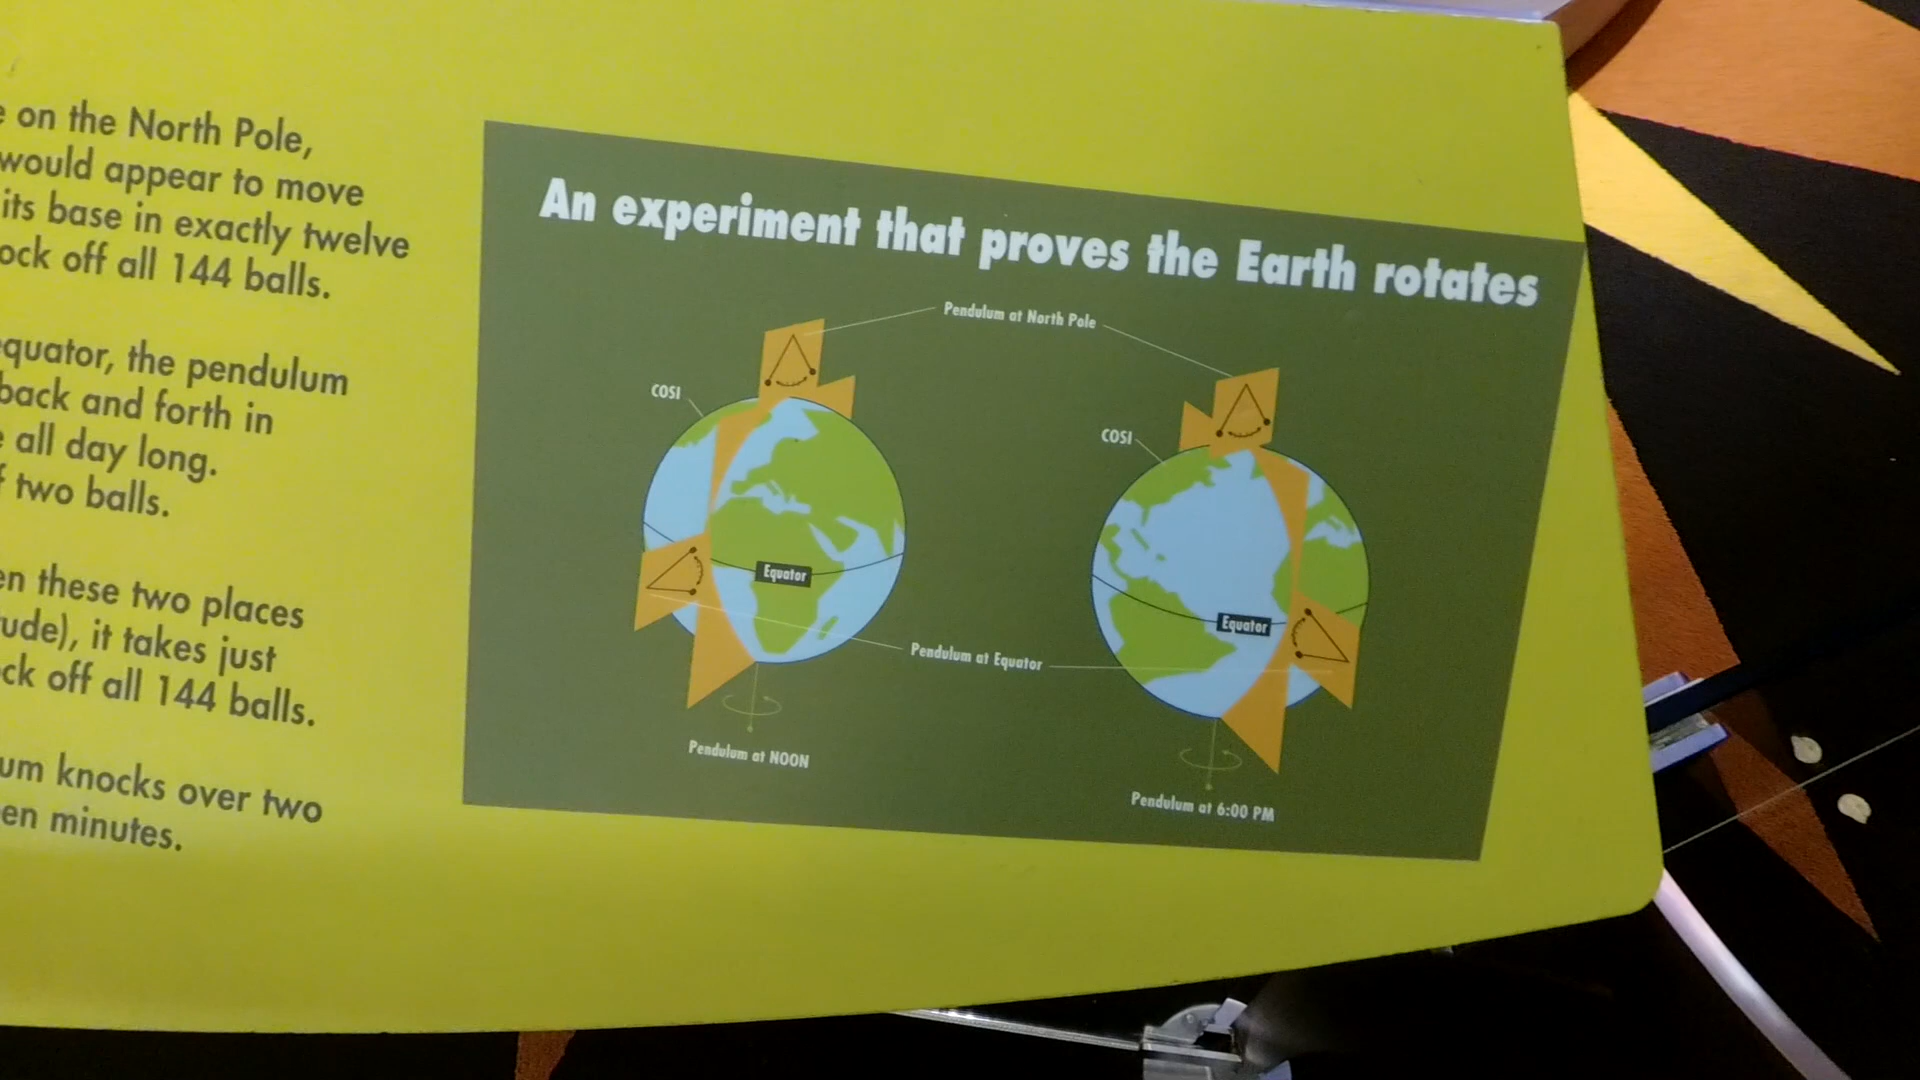 on the North Pole,
would appear to move
its base in exactly twelve
ock off all 144 balls.
equator, the pendulum
back and forth in
all day long.
two balls.
en these two places
ude), it takes just
ck off all 144 balls.
um knocks over two
en minutes.
An experiment that proves the Earth rotates
Pendulum at North Pole
COSI
COSI
Equator
Equator
Pendulum at Equator
Pendulum at NOON
Pendulum at 6:00 PM